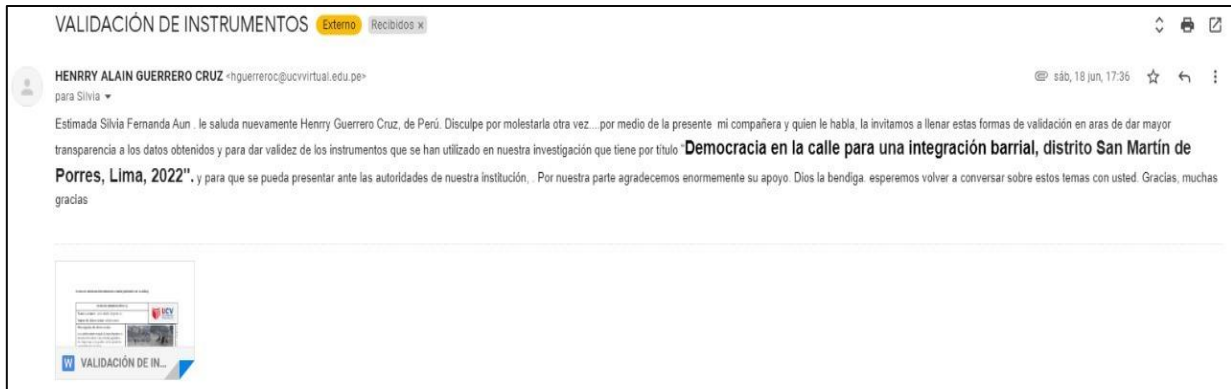 VALIDACIÓN DE INSTRUMENTOS Externo Recibidos x
HENRRY ALAIN GUERRERO CRUZ <hguerreroc@ucvvirtual.edu.pe> sáb, 18 jun, 17:36
para Silvia
Estimada Silvia Fernanda Aun . le saluda nuevamente Henrry Guerrero Cruz, de Perú. Disculpe por molestarla otra vez....por medio de la presente mi compañera y quien le habla, la invitamos a llenar estas formas de validación en aras de dar mayor
transparencia a los datos obtenidos y para dar validez de los instrumentos que se han utilizado en nuestra investigación que tiene por título "Democracia en la calle para una integración barrial, distrito San Martín de
Porres, Lima, 2022". y para que se pueda presentar ante las autoridades de nuestra institución, . Por nuestra parte agradecemos enormemente su apoyo. Dios la bendiga. esperemos volver a conversar sobre estos temas con usted. Gracias, muchas
gracias
UCV
W VALIDACIÓN DE IN...